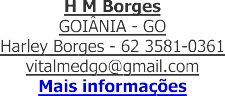 H M Borges
GOIÂNIA - GO
Harley Borges - 62 3581-0361
vitalmedgo@gmail.com
Mais informações